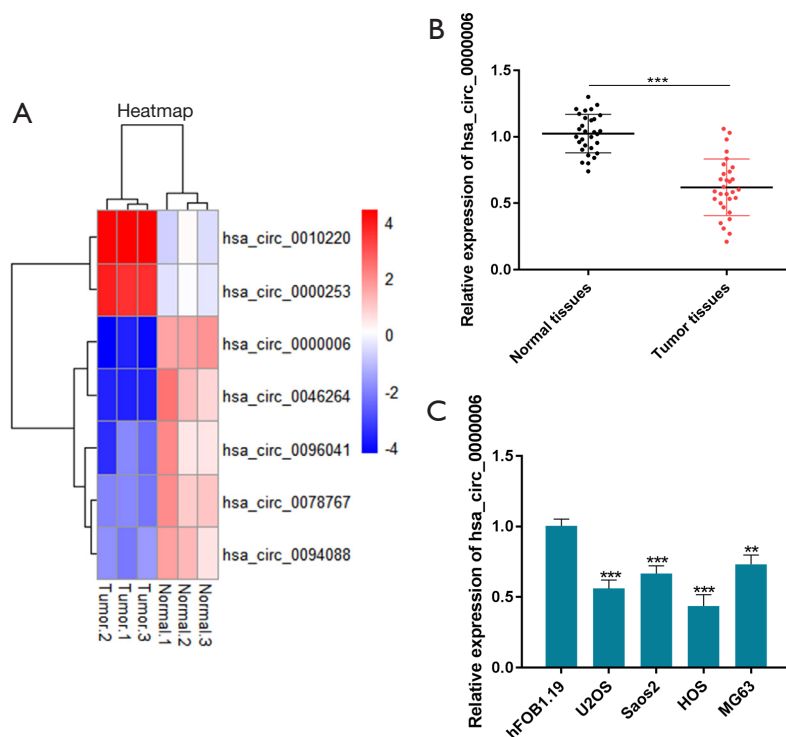 A
Heatmap
hsa_circ_0010220
hsa_circ_0000253
hsa_circ_0000006
hsa_circ_0046264
hsa_circ_0096041
hsa_circ_0078767
hsa_circ_0094088
4
2
0
-2
-4
Tumor.2
Tumor.1
Tumor.3
Normal.1
Normal.2
Normal.3
B
Relative expression of hsa_circ_0000006
1.5
1.0
0.5
0.0
***
Normal tissues
Tumor tissues
C
Relative expression of hsa_circ_0000006
1.5
1.0
0.5
0.0
***
***
***
**
hFOB1.19
U2OS
Saos2
HOS
MG63